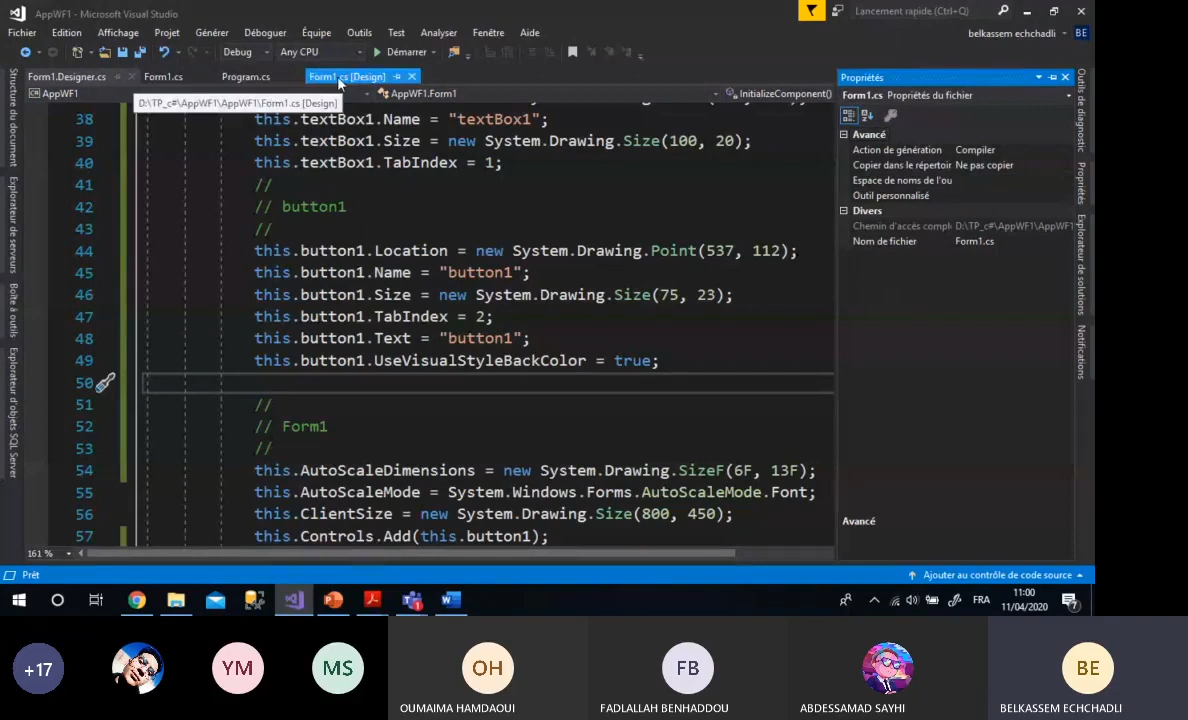 AppWF1 - Microsoft Visual Studio
Lancement rapide (Ctrl+Q)
Fichier Edition Affichage Projet Générer Déboguer Équipe Outils Test Analyser Fenêtre Aide
belkassem echchadli BE
Debug Any CPU Démarrer
Form1.Designer.cs Form1.cs Program.cs Form1.cs [Design]
AppWF1 AppWF1.Form1 InitializeComponent()
D:\TP_c#\AppWF1\AppWF1\Form1.cs [Design]
38 this.textBox1.Name = "textBox1";
39 this.textBox1.Size = new System.Drawing.Size(100, 20);
40 this.textBox1.TabIndex = 1;
41 //
42 // button1
43 //
44 this.button1.Location = new System.Drawing.Point(537, 112);
45 this.button1.Name = "button1";
46 this.button1.Size = new System.Drawing.Size(75, 23);
47 this.button1.TabIndex = 2;
48 this.button1.Text = "button1";
49 this.button1.UseVisualStyleBackColor = true;
50
51 //
52 // Form1
53 //
54 this.AutoScaleDimensions = new System.Drawing.SizeF(6F, 13F);
55 this.AutoScaleMode = System.Windows.Forms.AutoScaleMode.Font;
56 this.ClientSize = new System.Drawing.Size(800, 450);
57 this.Controls.Add(this.button1);
161 %
Structure du document
Explorateur de serveurs
Boîte à outils
Explorateur d'objets SQL Server
Propriétés
Form1.cs Propriétés du fichier
Avancé
Action de génération Compiler
Copier dans le répertoir Ne pas copier
Espace de noms de l'ou
Outil personnalisé
Divers
Chemin d'accès compl D:\TP_c#\AppWF1\AppWF1\
Nom de fichier Form1.cs
Avancé
Outils de diagnostic
Propriétés
Explorateur de solutions
Notifications
Prêt
Ajouter au contrôle de code source
FRA
11:00
11/04/2020
7
+17
YM
MS
OH
OUMAIMA HAMDAOUI
FB
FADLALLAH BENHADDOU
ABDESSAMAD SAYHI
BE
BELKASSEM ECHCHADLI